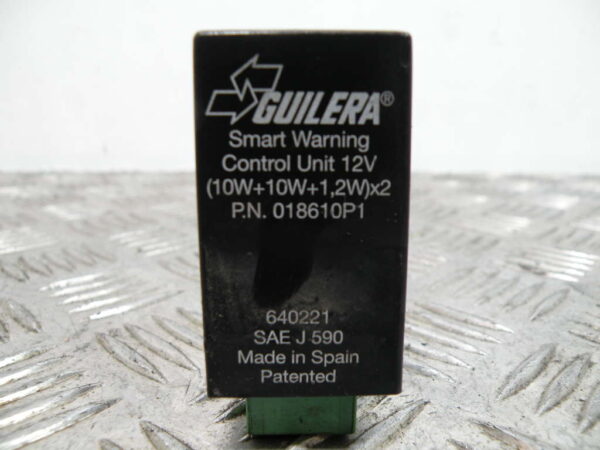 GUILERA®
Smart Warning
Control Unit 12V
(10W+10W+1,2W)x2
P.N. 018610P1
640221
SAE J 590
Made in Spain
Patented